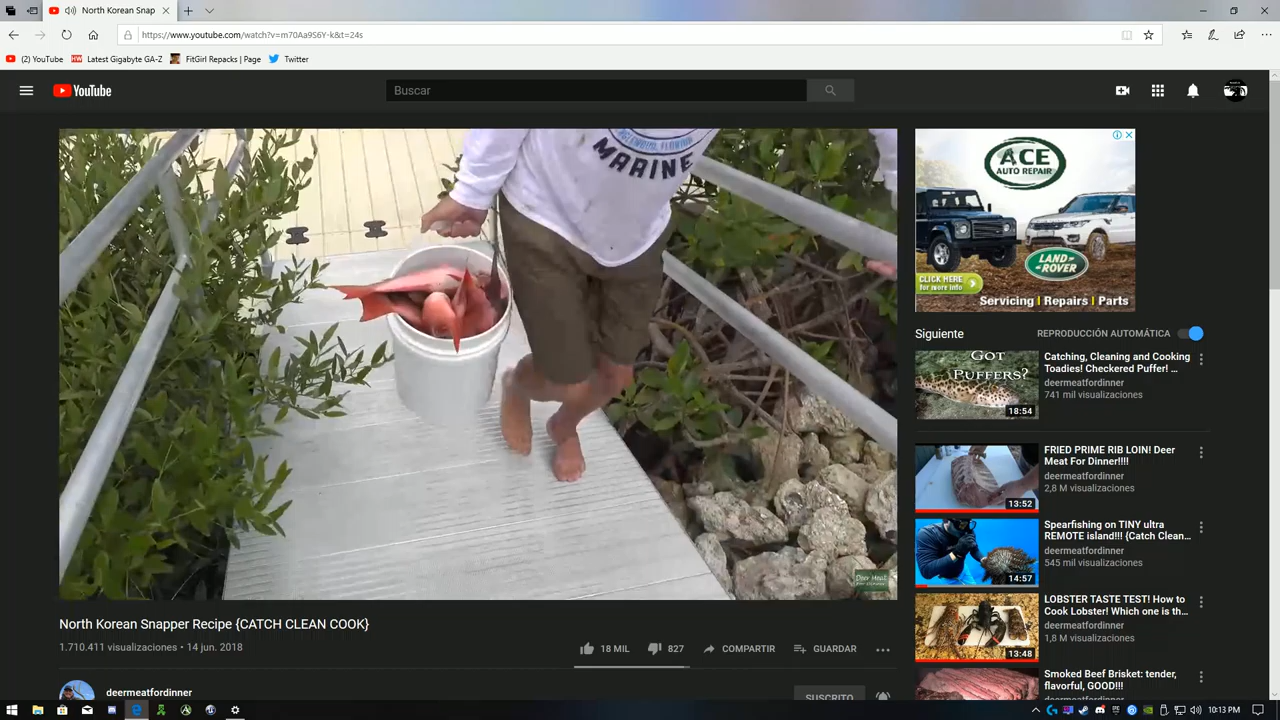 North Korean Snap
https://www.youtube.com/watch?v=m70Aa9S6Y-k&t=24s
(2) YouTube
Latest Gigabyte GA-Z
FitGirl Repacks | Page
Twitter
YouTube
Buscar
MARINE
Deer Meat
For Dinner
North Korean Snapper Recipe {CATCH CLEAN COOK}
1.710.411 visualizaciones • 14 jun. 2018
18 MIL
827
COMPARTIR
GUARDAR
deermeatfordinner
SUSCRITO
ACE
AUTO REPAIR
LAND-
ROVER
CLICK HERE
for more info
Servicing | Repairs | Parts
Siguiente
REPRODUCCIÓN AUTOMÁTICA
GOT
PUFFERS?
18:54
Catching, Cleaning and Cooking
Toadies! Checkered Puffer! ...
deermeatfordinner
741 mil visualizaciones
13:52
FRIED PRIME RIB LOIN! Deer
Meat For Dinner!!!!
deermeatfordinner
2,8 M visualizaciones
14:57
Spearfishing on TINY ultra
REMOTE island!!! {Catch Clean...
deermeatfordinner
545 mil visualizaciones
13:48
LOBSTER TASTE TEST! How to
Cook Lobster! Which one is th...
deermeatfordinner
1,8 M visualizaciones
Smoked Beef Brisket: tender,
flavorful, GOOD!!!
deermeatfordinner
10:13 PM